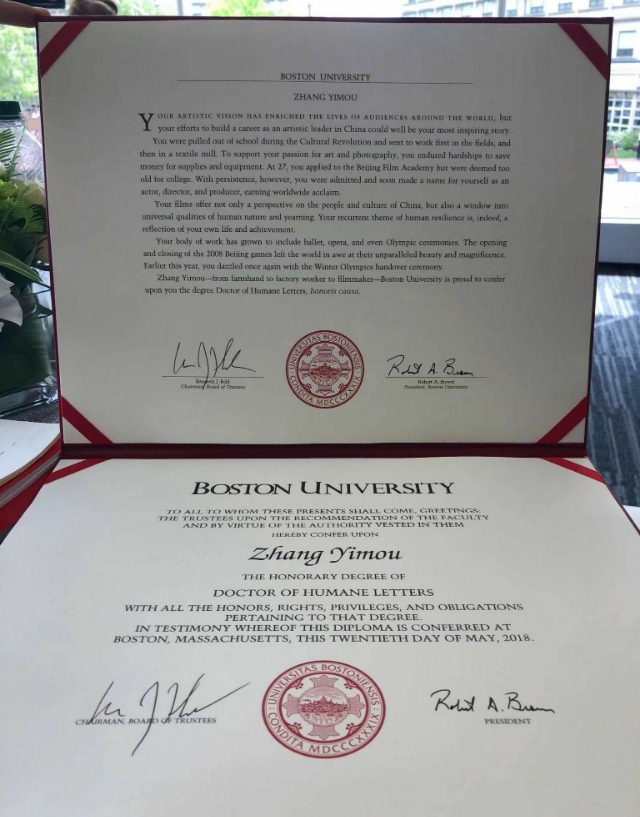 BOSTON UNIVERSITY
ZHANG YIMOU
YOUR ARTISTIC VISION HAS ENRICHED THE LIVES OF AUDIENCES AROUND THE WORLD, but
your efforts to build a career as an artistic leader in China could well be your most inspiring story.
You were pulled out of school during the Cultural Revolution and sent to work first in the fields, and
then in a textile mill. To support your passion for art and photography, you endured hardships to save
money for supplies and equipment. At 27, you applied to the Beijing Film Academy but were deemed too
old for college. With persistence, however, you were admitted and soon made a name for yourself as an
actor, director, and producer, earning worldwide acclaim.
Your films offer not only a perspective on the people and culture of China, but also a window into
universal qualities of human nature and yearning. Your recurrent theme of human resilience is, indeed, a
reflection of your own life and achievement.
Your body of work has grown to include ballet, opera, and even Olympic ceremonies. The opening
and closing of the 2008 Beijing games left the world in awe at their unparalleled beauty and magnificence.
Earlier this year, you dazzled once again with the Winter Olympics handover ceremony.
Zhang Yimou—from farmhand to factory worker to filmmaker—Boston University is proud to confer
upon you the degree Doctor of Humane Letters, honoris causa.
Kenneth J. Feld
Chairman, Board of Trustees
UNIVERSITAS BOSTONIENSIS
CONDITA MDCCCXXXIX
Robert A. Brown
Robert A. Brown
President, Boston University
BOSTON UNIVERSITY
TO ALL TO WHOM THESE PRESENTS SHALL COME, GREETINGS:
THE TRUSTEES UPON THE RECOMMENDATION OF THE FACULTY
AND BY VIRTUE OF THE AUTHORITY VESTED IN THEM
HEREBY CONFER UPON
Zhang Yimou
THE HONORARY DEGREE OF
DOCTOR OF HUMANE LETTERS
WITH ALL THE HONORS, RIGHTS, PRIVILEGES, AND OBLIGATIONS
PERTAINING TO THAT DEGREE.
IN TESTIMONY WHEREOF THIS DIPLOMA IS CONFERRED AT
BOSTON, MASSACHUSETTS, THIS TWENTIETH DAY OF MAY, 2018.
CHAIRMAN, BOARD OF TRUSTEES
UNIVERSITAS BOSTONIENSIS
CONDITA MDCCCXXXIX
Robert A. Brown
PRESIDENT